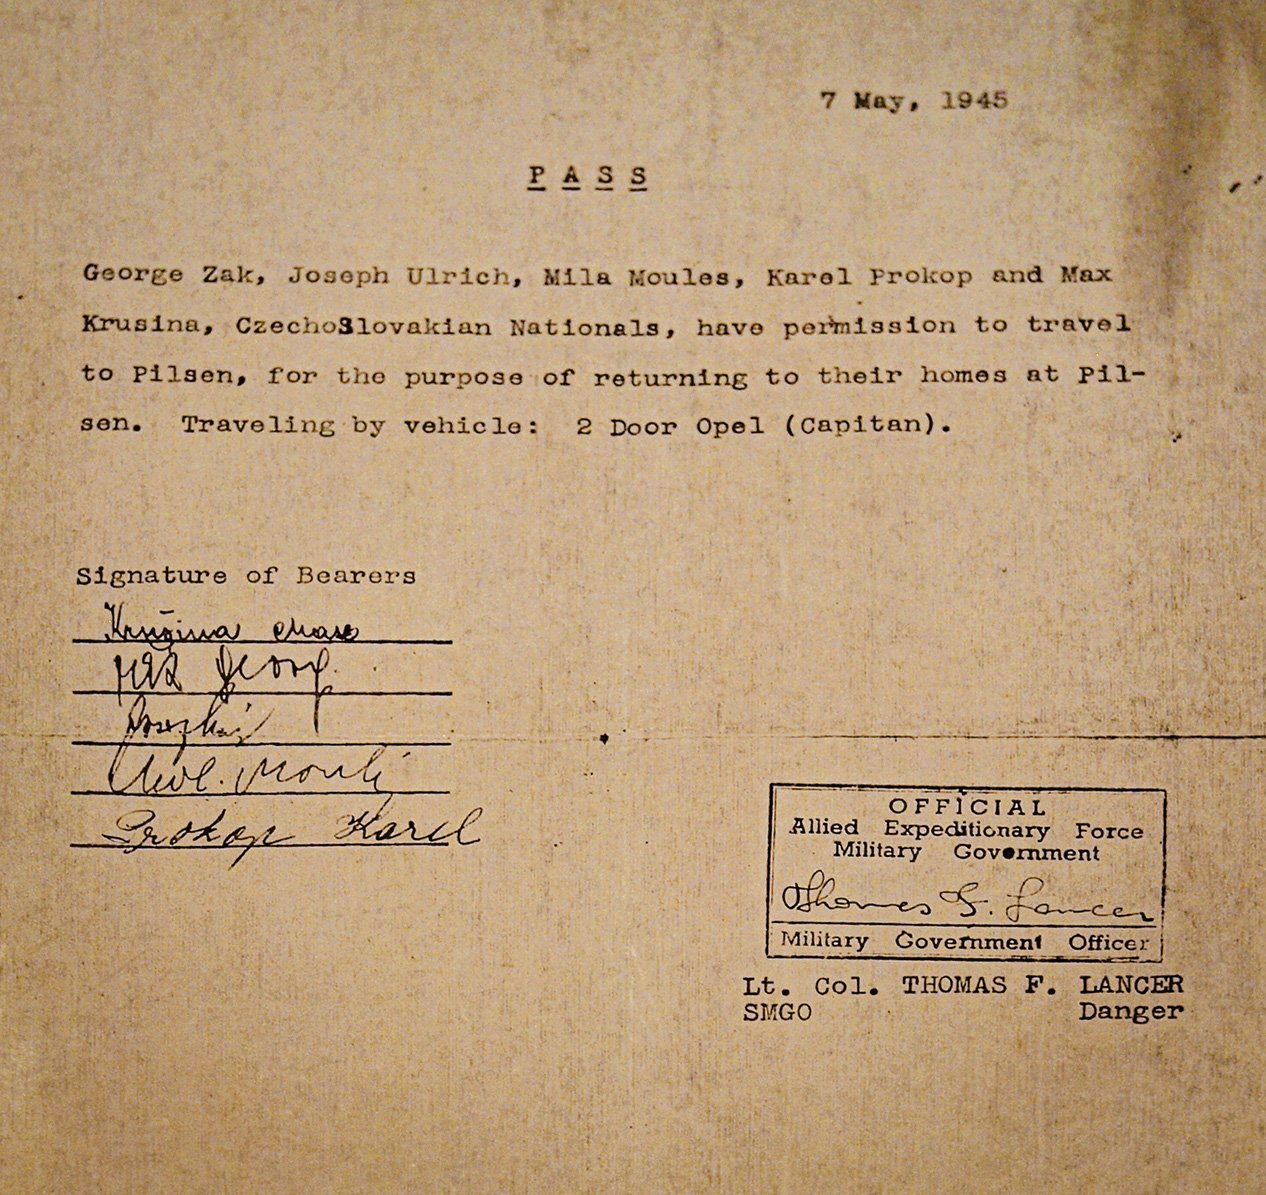 7 May, 1945
P A S S
George Zak, Joseph Ulrich, Mila Moules, Karel Prokop and Max
Krusina, CzechoSlovakian Nationals, have permission to travel
to Pilsen, for the purpose of returning to their homes at Pil-
sen. Traveling by vehicle: 2 Door Opel (Capitan).
Signature of Bearers
Prokop Karel
OFFICIAL
Allied Expeditionary Force
Military Government
Thomas F. Lancer
Military Government Officer
Lt. Col. THOMAS F. LANCER
SMGO Danger